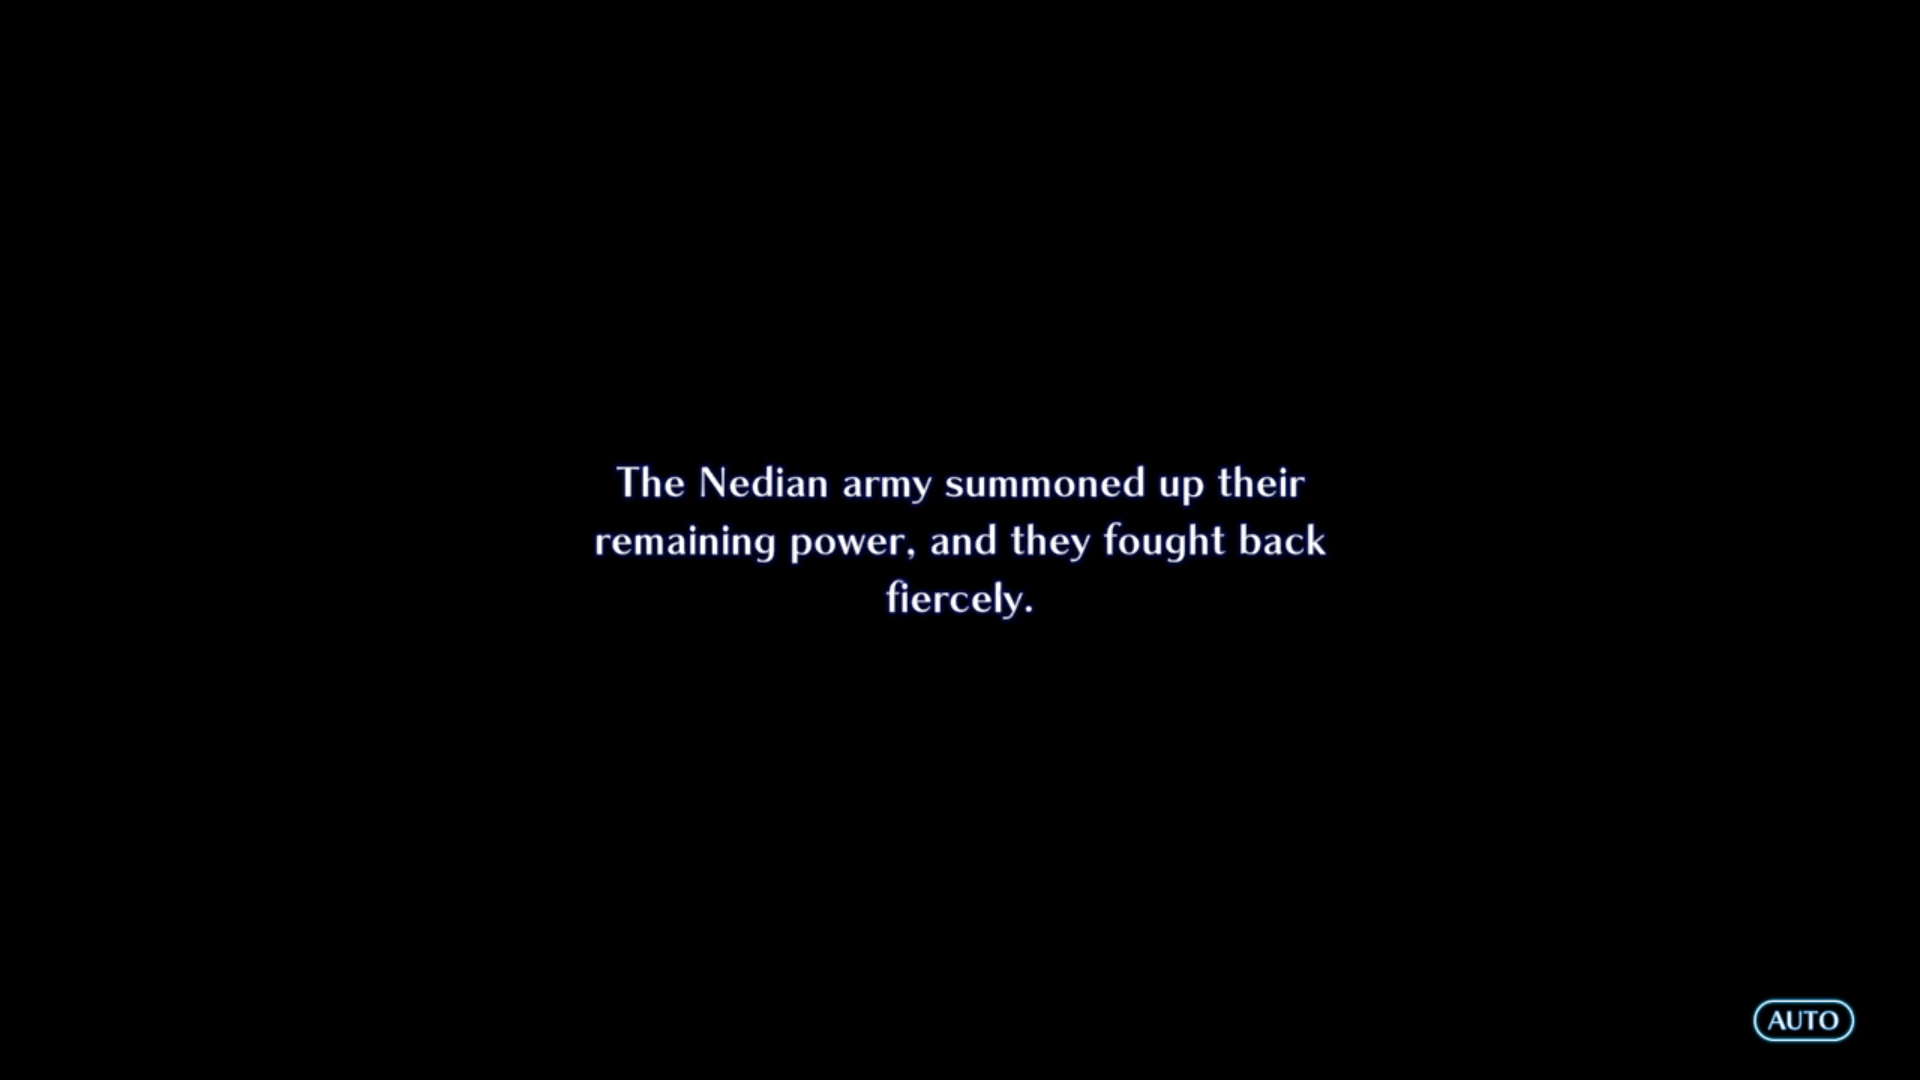 The Nedian army summoned up their
remaining power, and they fought back
fiercely.
AUTO